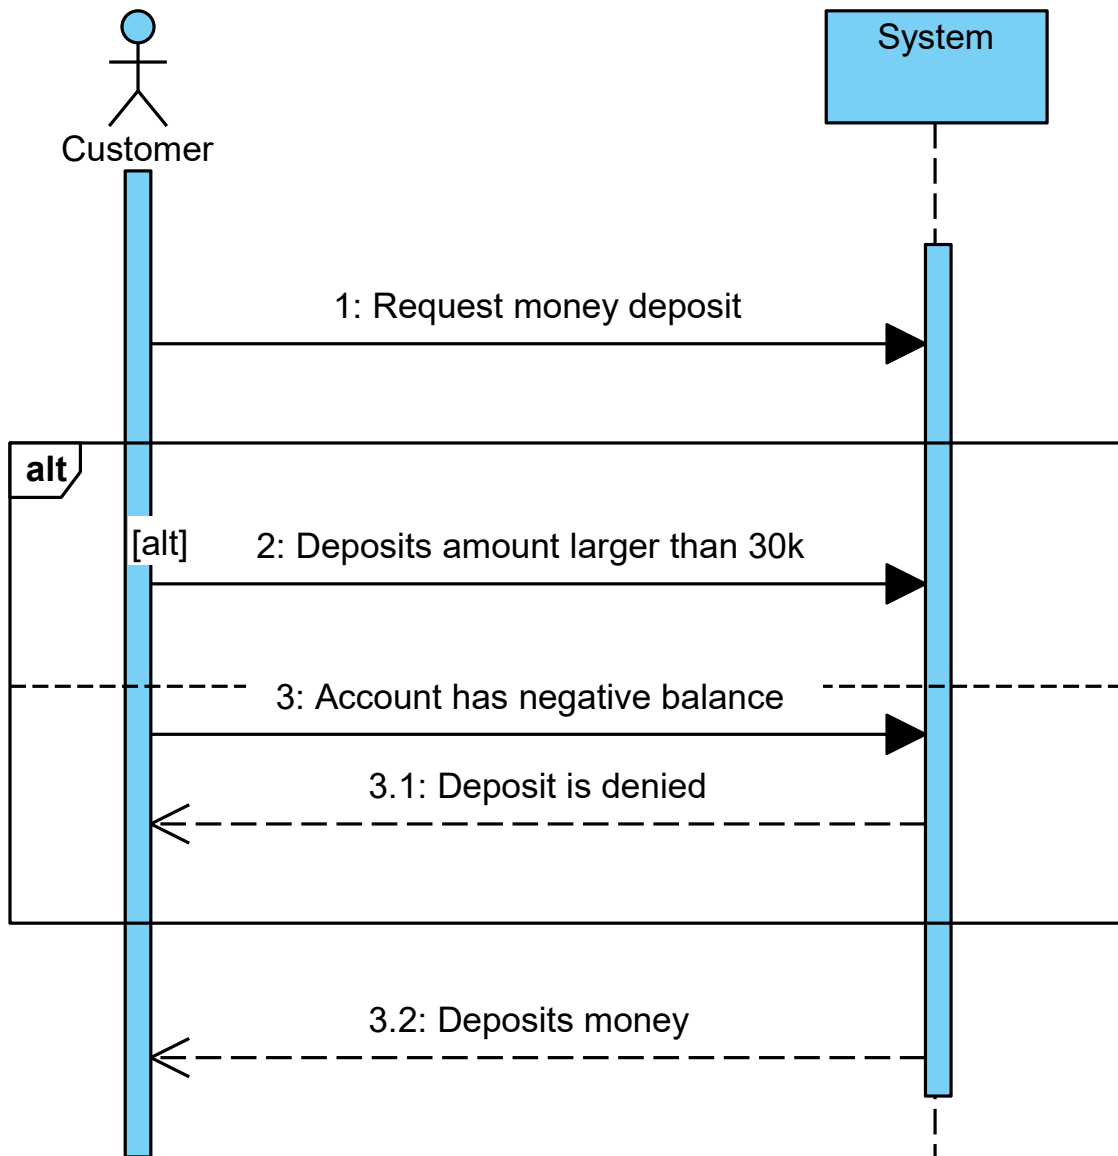 System
Customer
1: Request money deposit
alt
[alt]
2: Deposits amount larger than 30k
3: Account has negative balance
3.1: Deposit is denied
3.2: Deposits money